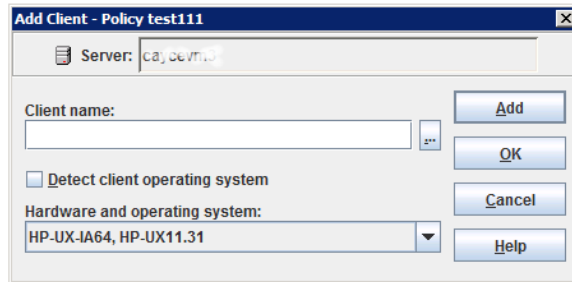 Add Client - Policy test111
Server:
Client name:
...
Detect client operating system
Hardware and operating system:
HP-UX-IA64, HP-UX11.31
Add
OK
Cancel
Help